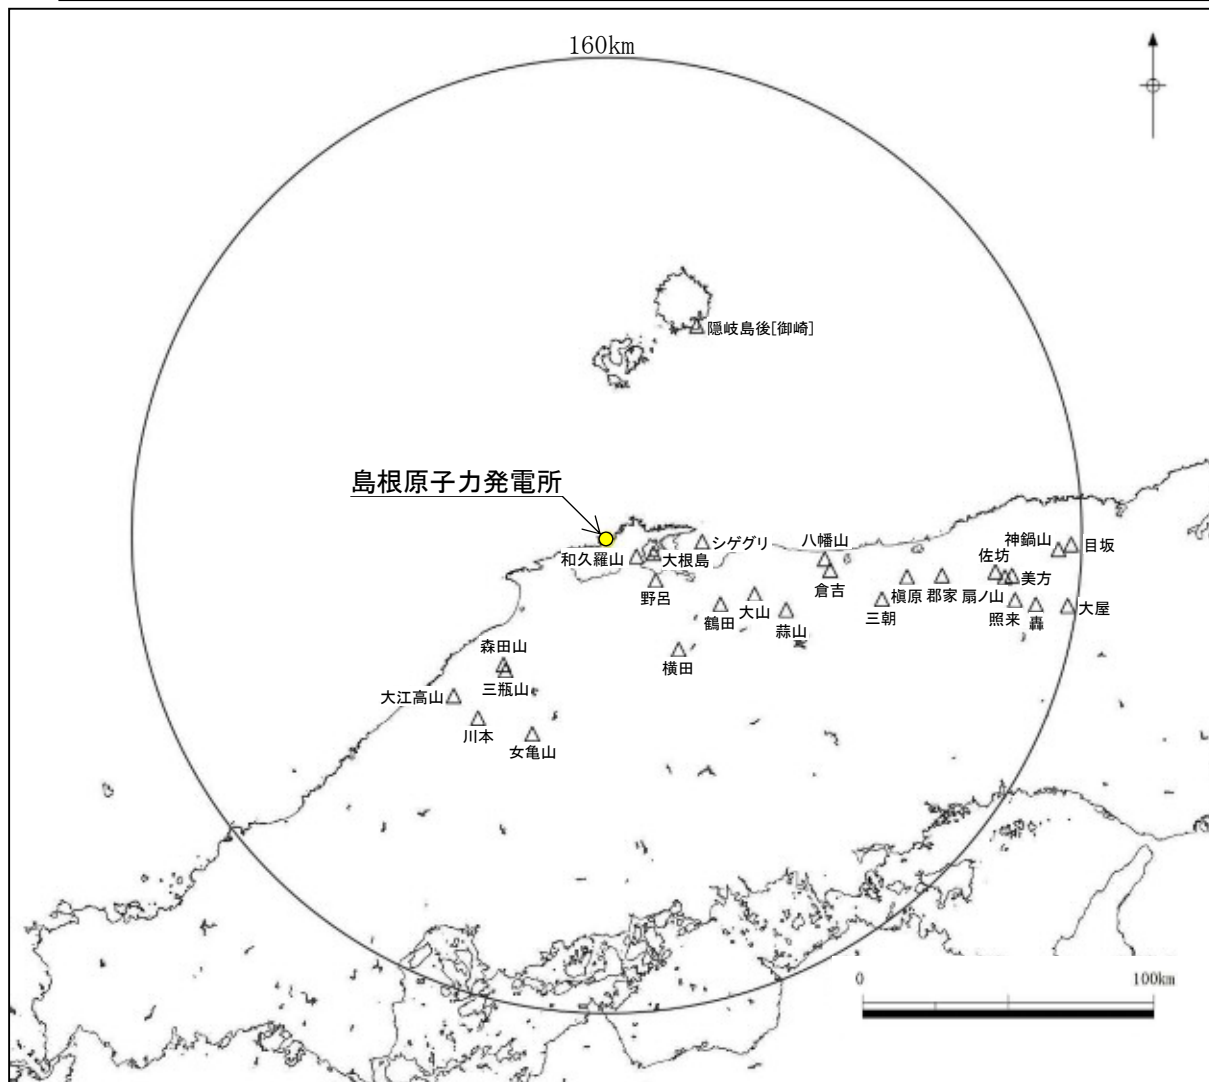 160km
隠岐島後[御崎]
島根原子力発電所
シゲグリ
八幡山
神鍋山
目坂
和久羅山
大根島
佐坊
美方
倉吉
野呂
大山
槇原
郡家
扇ノ山
鶴田
蒜山
三朝
照来
轟
大屋
森田山
横田
三瓶山
大江高山
川本
女亀山
0
100km